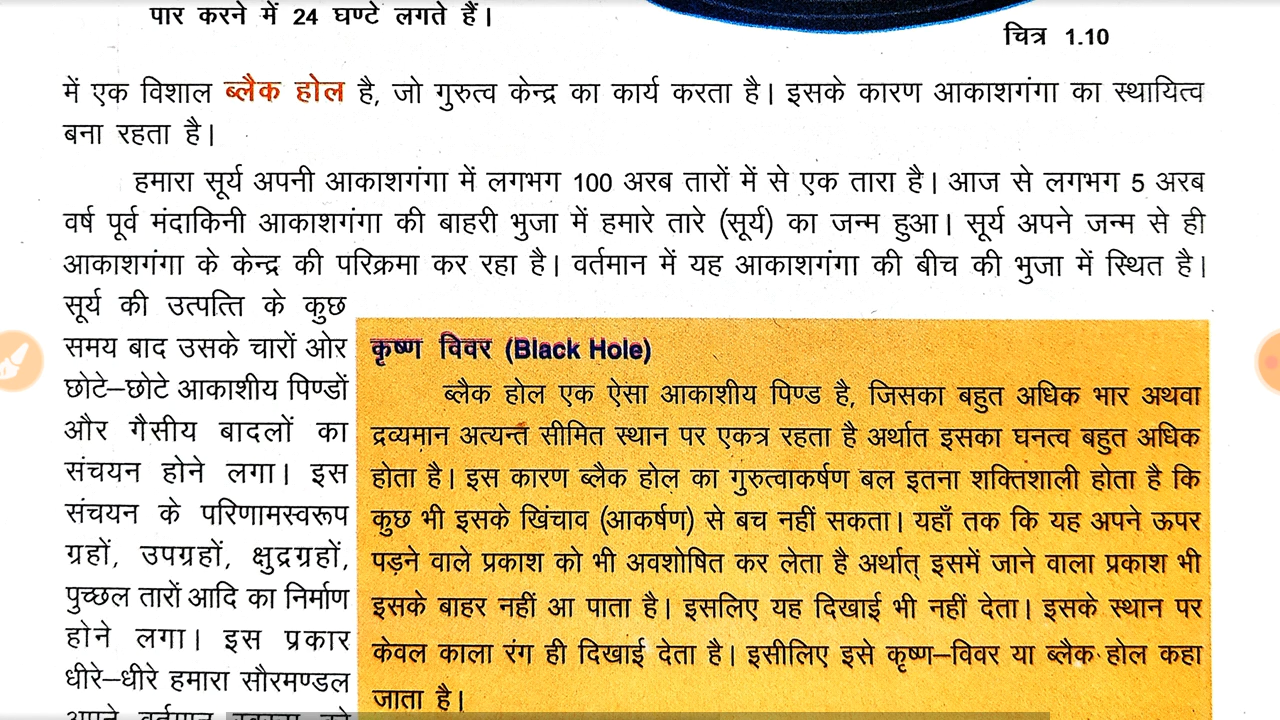 पार करने में 24 घण्टे लगते हैं।
चित्र 1.10
में एक विशाल ब्लैक होल है, जो गुरुत्व केन्द्र का कार्य करता है। इसके कारण आकाशगंगा का स्थायित्व
बना रहता है।
हमारा सूर्य अपनी आकाशगंगा में लगभग 100 अरब तारों में से एक तारा है। आज से लगभग 5 अरब
वर्ष पूर्व मंदाकिनी आकाशगंगा की बाहरी भुजा में हमारे तारे (सूर्य) का जन्म हुआ। सूर्य अपने जन्म से ही
आकाशगंगा के केन्द्र की परिक्रमा कर रहा है। वर्तमान में यह आकाशगंगा की बीच की भुजा में स्थित है।
सूर्य की उत्पत्ति के कुछ
समय बाद उसके चारों ओर
छोटे–छोटे आकाशीय पिण्डों
और गैसीय बादलों का
संचयन होने लगा। इस
संचयन के परिणामस्वरूप
ग्रहों, उपग्रहों, क्षुद्रग्रहों,
पुच्छल तारों आदि का निर्माण
होने लगा। इस प्रकार
धीरे–धीरे हमारा सौरमण्डल
अपने वर्तमान
कृष्ण विवर (Black Hole)
ब्लैक होल एक ऐसा आकाशीय पिण्ड है, जिसका बहुत अधिक भार अथवा
द्रव्यमान अत्यन्त सीमित स्थान पर एकत्र रहता है अर्थात इसका घनत्व बहुत अधिक
होता है। इस कारण ब्लैक होल का गुरुत्वाकर्षण बल इतना शक्तिशाली होता है कि
कुछ भी इसके खिंचाव (आकर्षण) से बच नहीं सकता। यहाँ तक कि यह अपने ऊपर
पड़ने वाले प्रकाश को भी अवशोषित कर लेता है अर्थात् इसमें जाने वाला प्रकाश भी
इसके बाहर नहीं आ पाता है। इसलिए यह दिखाई भी नहीं देता। इसके स्थान पर
केवल काला रंग ही दिखाई देता है। इसीलिए इसे कृष्ण–विवर या ब्लैक होल कहा
जाता है।